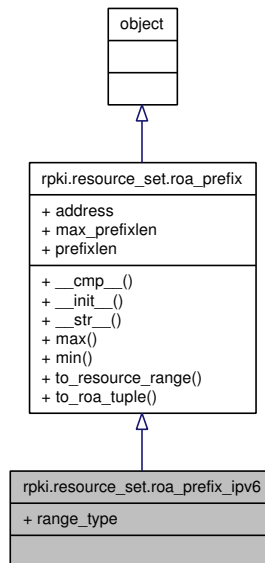 object
rpki.resource_set.roa_prefix
+ address
+ max_prefixlen
+ prefixlen
+ __cmp__()
+ __init__()
+ __str__()
+ max()
+ min()
+ to_resource_range()
+ to_roa_tuple()
rpki.resource_set.roa_prefix_ipv6
+ range_type